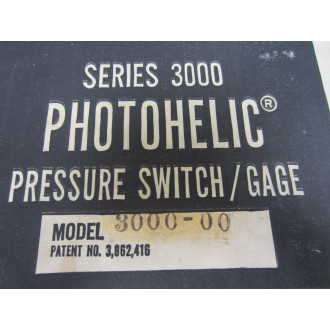 SERIES 3000
PHOTOHELIC®
PRESSURE SWITCH/GAGE
MODEL 3000-00
PATENT NO. 3,862,416